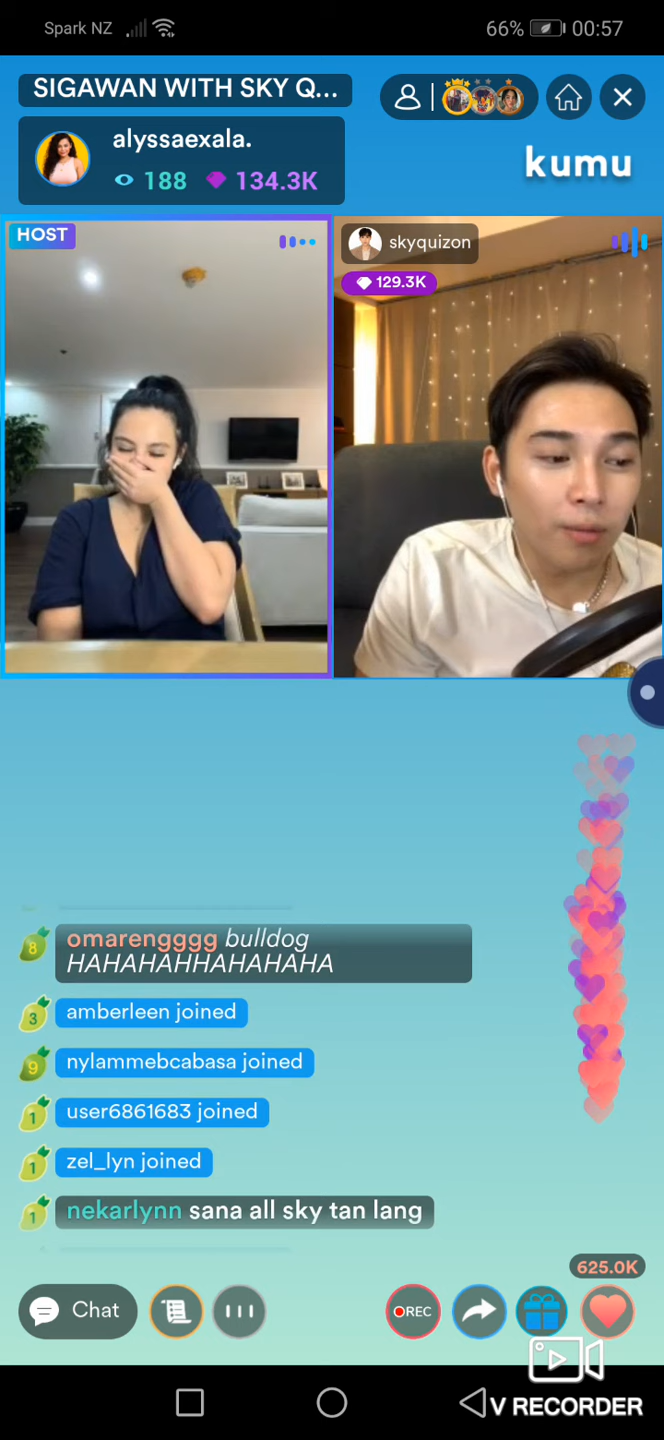 Spark NZ
66% 00:57
SIGAWAN WITH SKY Q...
alyssaexala.
188 134.3K
kumu
HOST
skyquizon
129.3K
8 omarengggg bulldog
HAHAHAHHAHAHAHA
3 amberleen joined
9 nylammebcabasa joined
1 user6861683 joined
1 zel_lyn joined
1 nekarlynn sana all sky tan lang
625.0K
Chat
REC
V RECORDER